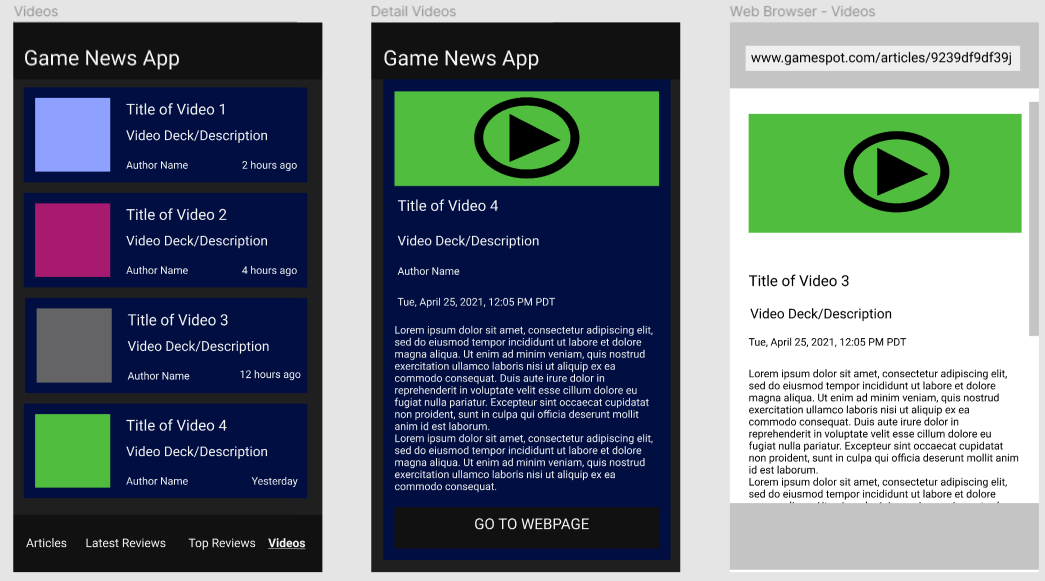 Videos
Game News App
Title of Video 1
Video Deck/Description
Author Name
2 hours ago
Title of Video 2
Video Deck/Description
Author Name
4 hours ago
Title of Video 3
Video Deck/Description
Author Name
12 hours ago
Title of Video 4
Video Deck/Description
Author Name
Yesterday
Articles
Latest Reviews
Top Reviews
Videos
Detail Videos
Game News App
Title of Video 4
Video Deck/Description
Author Name
Tue, April 25, 2021, 12:05 PM PDT
Lorem ipsum dolor sit amet, consectetur adipiscing elit,
sed do eiusmod tempor incididunt ut labore et dolore
magna aliqua. Ut enim ad minim veniam, quis nostrud
exercitation ullamco laboris nisi ut aliquip ex ea
commodo consequat. Duis aute irure dolor in
reprehenderit in voluptate velit esse cillum dolore eu
fugiat nulla pariatur. Excepteur sint occaecat cupidatat
non proident, sunt in culpa qui officia deserunt mollit
anim id est laborum.
Lorem ipsum dolor sit amet, consectetur adipiscing elit,
sed do eiusmod tempor incididunt ut labore et dolore
magna aliqua. Ut enim ad minim veniam, quis nostrud
exercitation ullamco laboris nisi ut aliquip ex ea
commodo consequat.
GO TO WEBPAGE
Web Browser - Videos
www.gamespot.com/articles/9239df9df39j
Title of Video 3
Video Deck/Description
Tue, April 25, 2021, 12:05 PM PDT
Lorem ipsum dolor sit amet, consectetur adipiscing elit,
sed do eiusmod tempor incididunt ut labore et dolore
magna aliqua. Ut enim ad minim veniam, quis nostrud
exercitation ullamco laboris nisi ut aliquip ex ea
commodo consequat. Duis aute irure dolor in
reprehenderit in voluptate velit esse cillum dolore eu
fugiat nulla pariatur. Excepteur sint occaecat cupidatat
non proident, sunt in culpa qui officia deserunt mollit anim
id est laborum.
Lorem ipsum dolor sit amet, consectetur adipiscing elit,
sed do eiusmod tempor incididunt ut labore et dolore